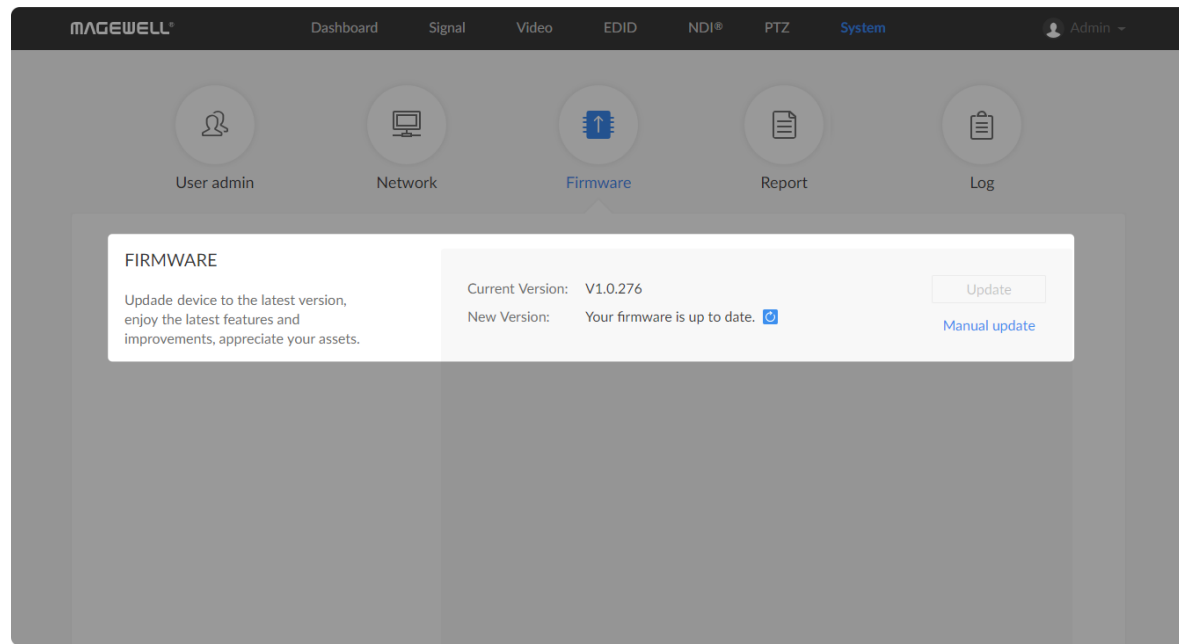 MAGEWELL®
Dashboard Signal Video EDID NDI® PTZ System Admin
User admin Network Firmware Report Log
FIRMWARE
Updade device to the latest version,
enjoy the latest features and
improvements, appreciate your assets.
Current Version: V1.0.276
Update
New Version: Your firmware is up to date.
Manual update